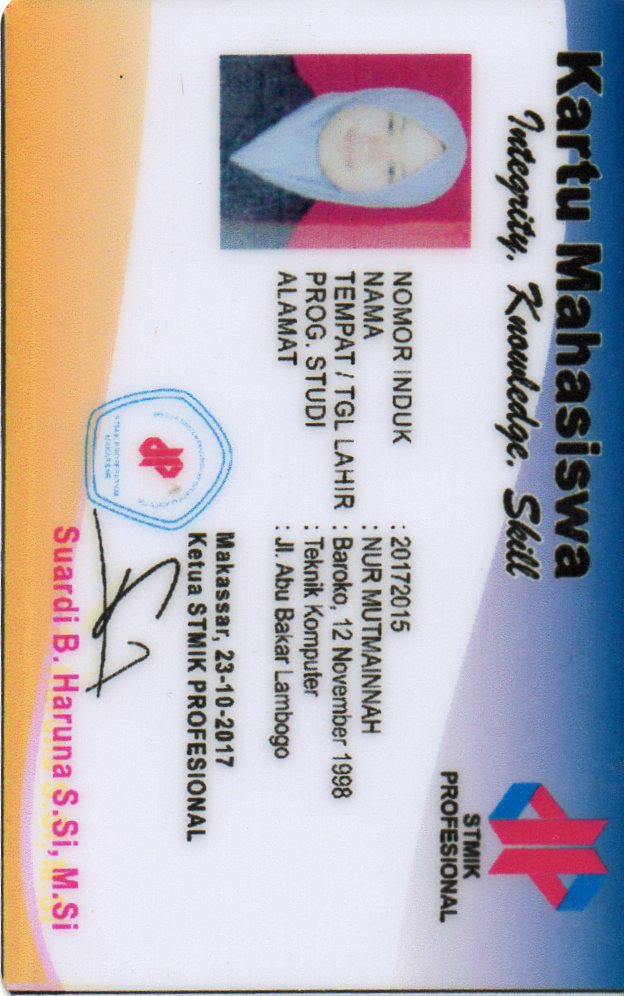 Kartu Mahasiswa
Integrity, Knowledge, Skill
STMIK
PROFESIONAL
NOMOR INDUK : 20172015
NAMA : NUR MUTMAINNAH
TEMPAT / TGL LAHIR : Baroko, 12 November 1998
PROG. STUDI : Teknik Komputer
ALAMAT : Jl. Abu Bakar Lambogo
Makassar, 23-10-2017
Ketua STMIK PROFESIONAL
Suardi B. Haruna S.Si, M.Si